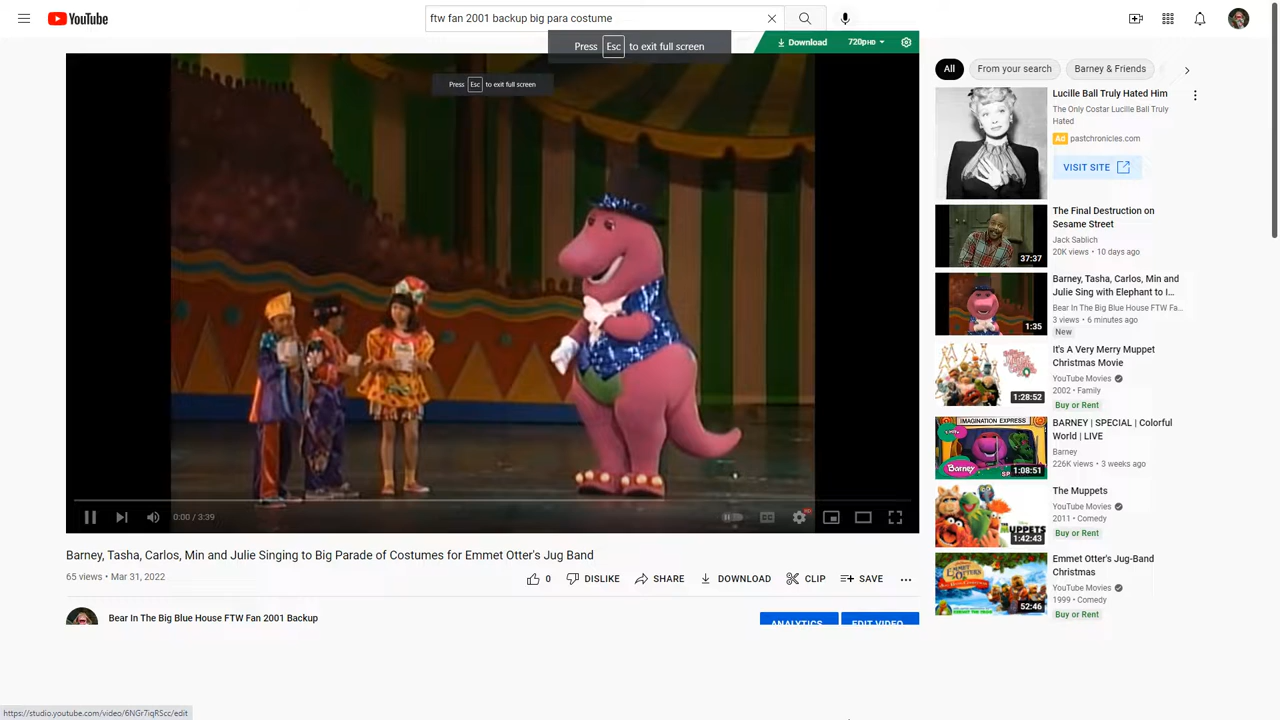 YouTube
ftw fan 2001 backup big para costume
Press Esc to exit full screen
Download 720pHD
Press Esc to exit full screen
0:00 / 3:39
HD
Barney, Tasha, Carlos, Min and Julie Singing to Big Parade of Costumes for Emmet Otter's Jug Band
65 views • Mar 31, 2022
0
DISLIKE
SHARE
DOWNLOAD
CLIP
SAVE
Bear In The Big Blue House FTW Fan 2001 Backup
ANALYTICS
EDIT VIDEO
All
From your search
Barney & Friends
Lucille Ball Truly Hated Him
The Only Costar Lucille Ball Truly
Hated
Ad pastchronicles.com
VISIT SITE
37:37
The Final Destruction on
Sesame Street
Jack Sablich
20K views • 10 days ago
1:35
Barney, Tasha, Carlos, Min and
Julie Sing with Elephant to I...
Bear In The Big Blue House FTW Fa...
3 views • 6 minutes ago
New
1:28:52
It's A Very Merry Muppet
Christmas Movie
YouTube Movies
2002 • Family
Buy or Rent
IMAGINATION EXPRESS
Barney
1:08:51
BARNEY | SPECIAL | Colorful
World | LIVE
Barney
226K views • 3 weeks ago
MUPPETS
1:42:43
The Muppets
YouTube Movies
2011 • Comedy
Buy or Rent
52:46
Emmet Otter's Jug-Band
Christmas
YouTube Movies
1999 • Comedy
Buy or Rent
https://studio.youtube.com/video/6NGr7iqRScc/edit